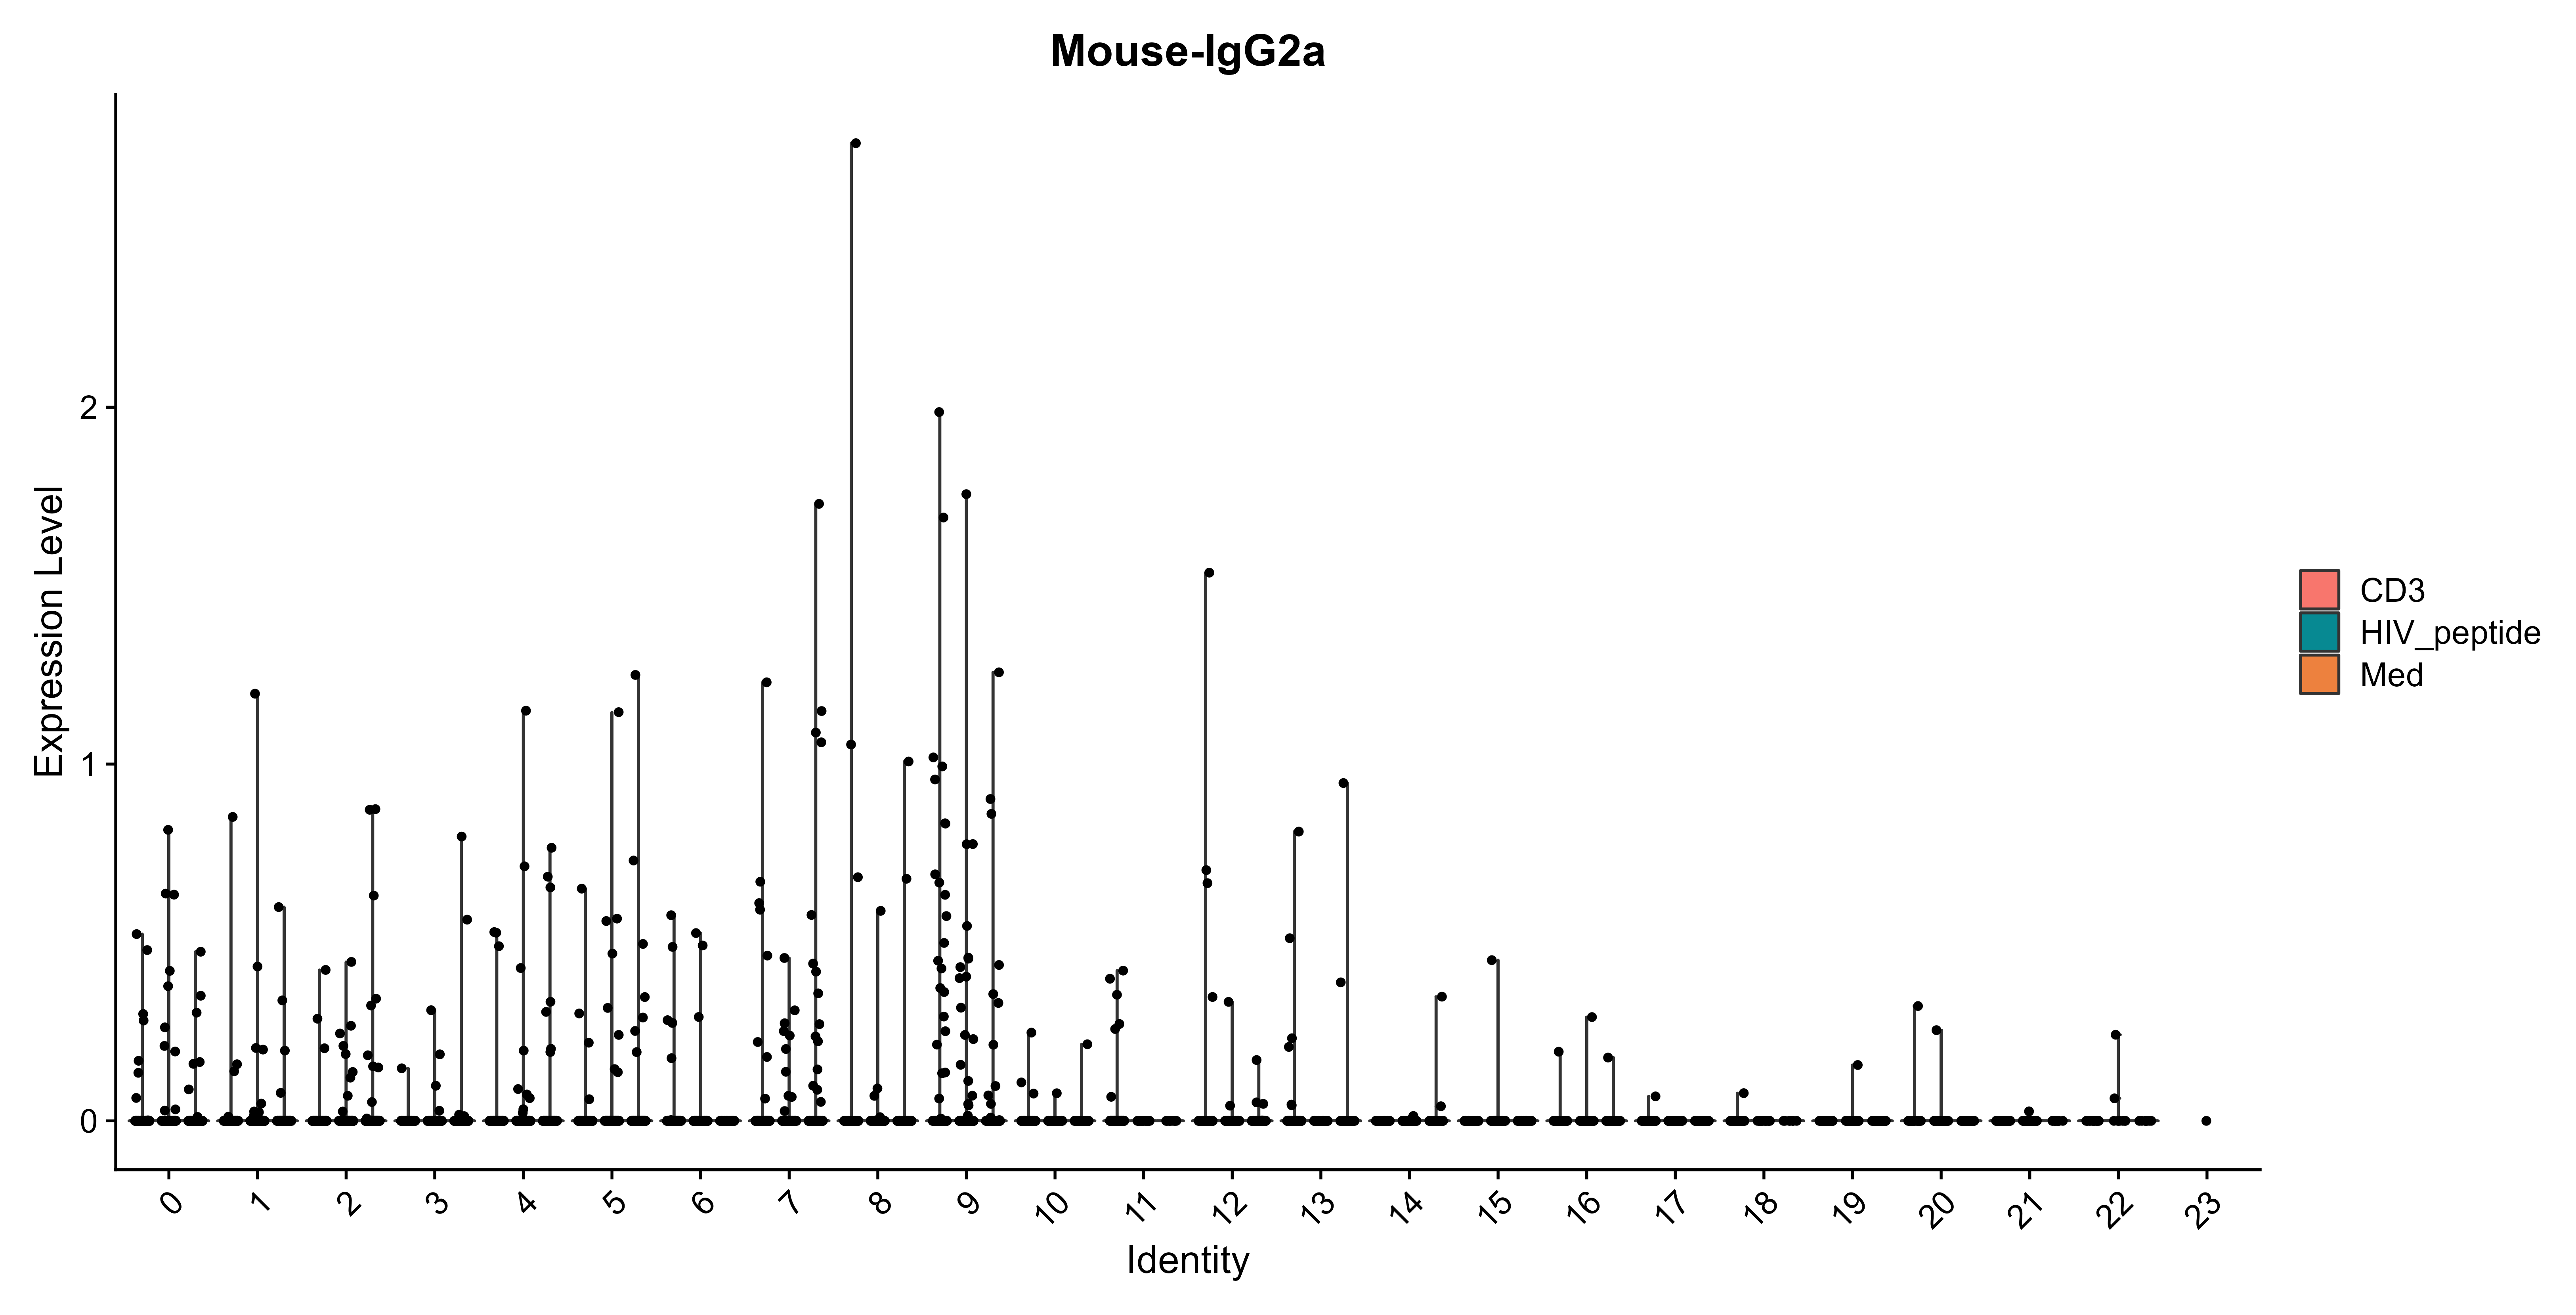 Mouse-IgG2a
Expression Level
2
1
0
0 1 2 3 4 5 6 7 8 9 10 11 12 13 14 15 16 17 18 19 20 21 22 23
Identity
CD3
HIV_peptide
Med